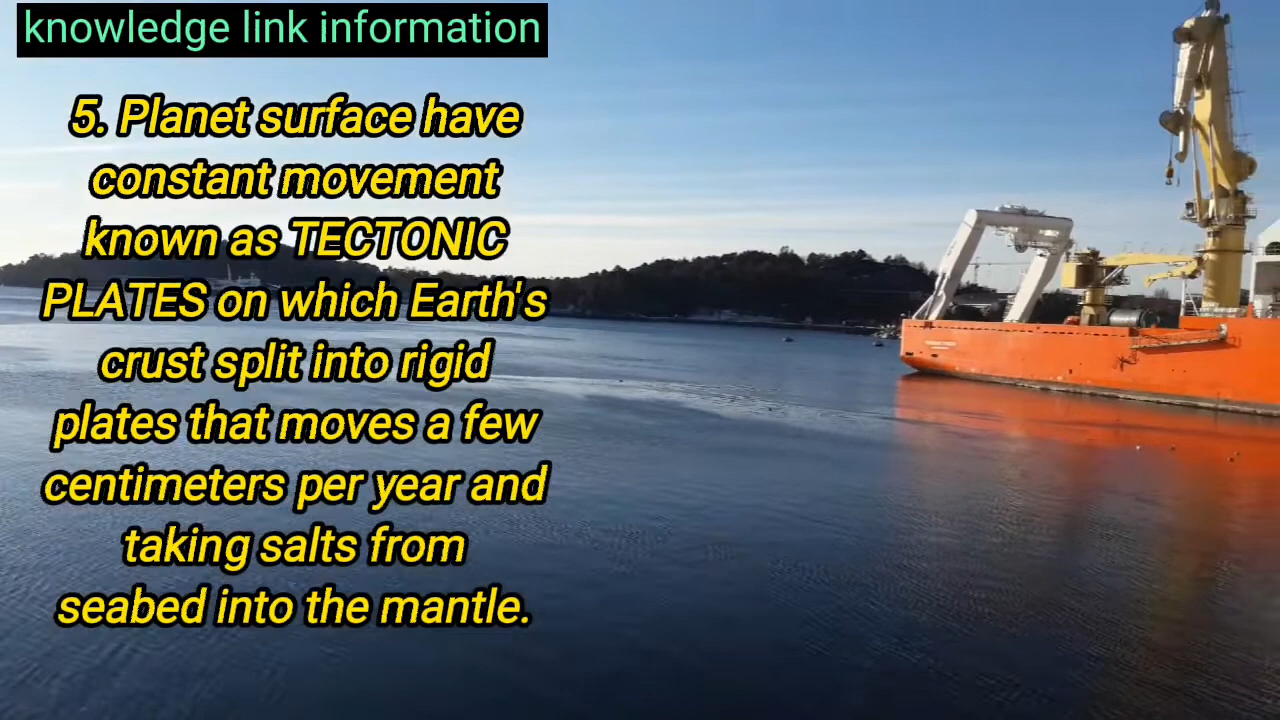 knowledge link information
5. Planet surface have
constant movement
known as TECTONIC
PLATES on which Earth's
crust split into rigid
plates that moves a few
centimeters per year and
taking salts from
seabed into the mantle.